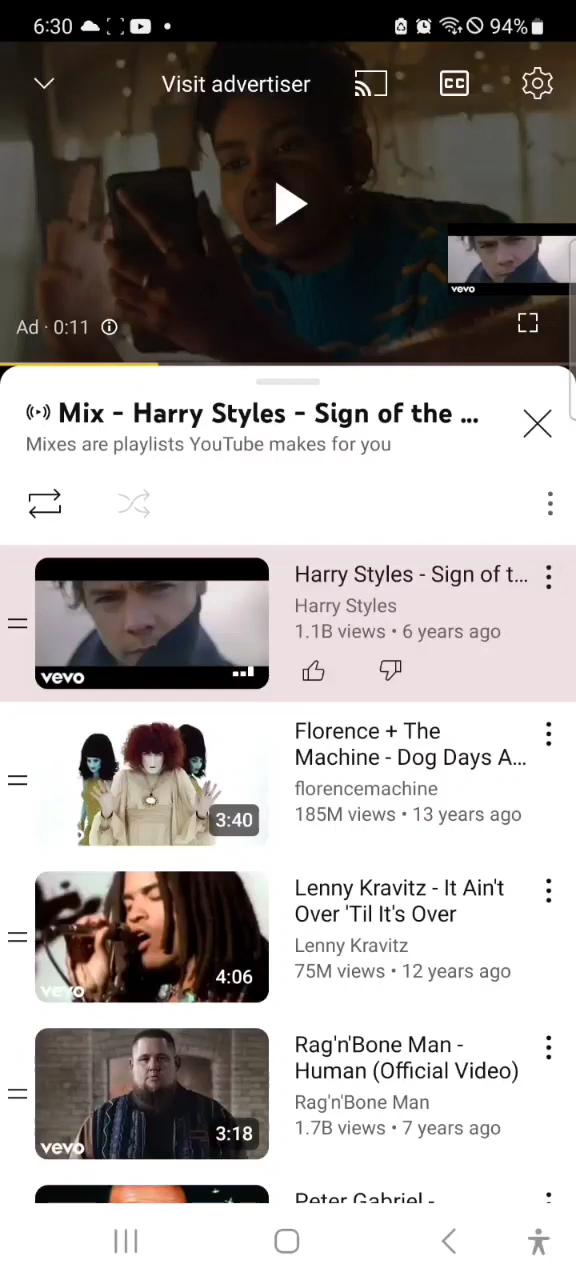 6:30
94%
Visit advertiser
CC
vevo
Ad · 0:11
Mix - Harry Styles - Sign of the ...
Mixes are playlists YouTube makes for you
Harry Styles - Sign of t...
Harry Styles
1.1B views • 6 years ago
vevo
Florence + The
Machine - Dog Days A...
florencemachine
185M views • 13 years ago
3:40
Lenny Kravitz - It Ain't
Over 'Til It's Over
Lenny Kravitz
75M views • 12 years ago
4:06
vevo
Rag'n'Bone Man -
Human (Official Video)
Rag'n'Bone Man
1.7B views • 7 years ago
3:18
vevo
Peter Gabriel -